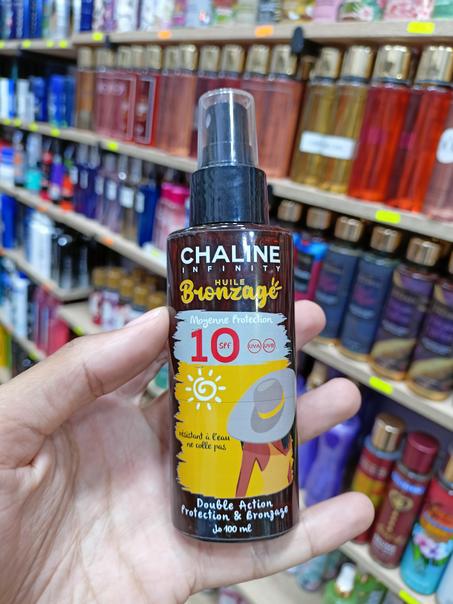 CHALINE
INFINITY
HUILE
Bronzage
Moyenne Protection
10 SPF UVA UVB
résistant à l'eau
ne colle pas
Double Action
Protection & Bronzage
100 ml